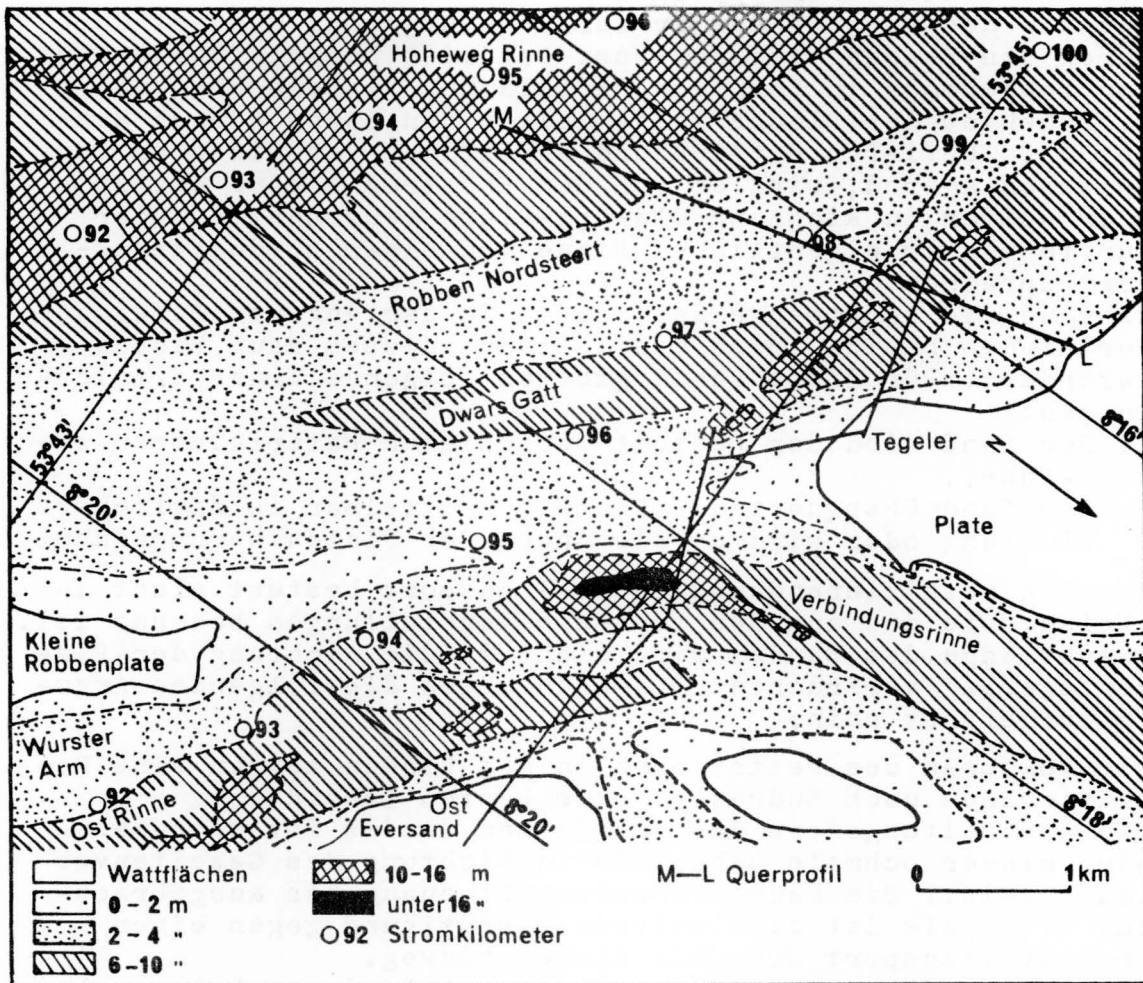 96
Hoheweg Rinne
95
100
53°45'
M
94
99
93
92
98
Robben Nordsteert
97
L
Dwars Gatt
96
8°16'
Tegeler
Plate
N
53°43'
8°20'
95
Verbindungsrinne
Kleine
Robbenplate
94
93
Wurster
Arm
92
Ost Rinne
Ost
Eversand
8°20'
8°18'
Wattflächen
0-2 m
2-4 "
6-10 "
10-16 m
unter 16 "
92 Stromkilometer
M—L Querprofil
0 1km